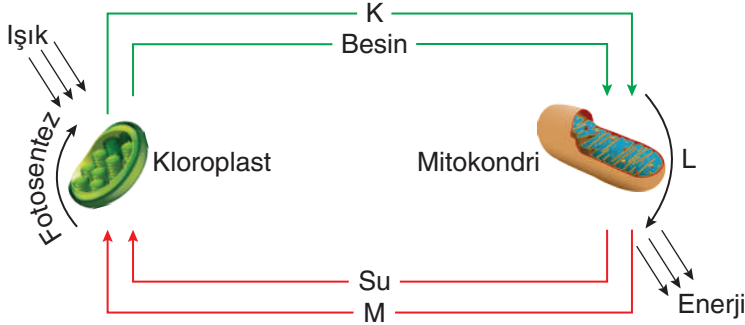 K
Işık
Besin
Fotosentez
Kloroplast
Mitokondri
L
Su
M
Enerji